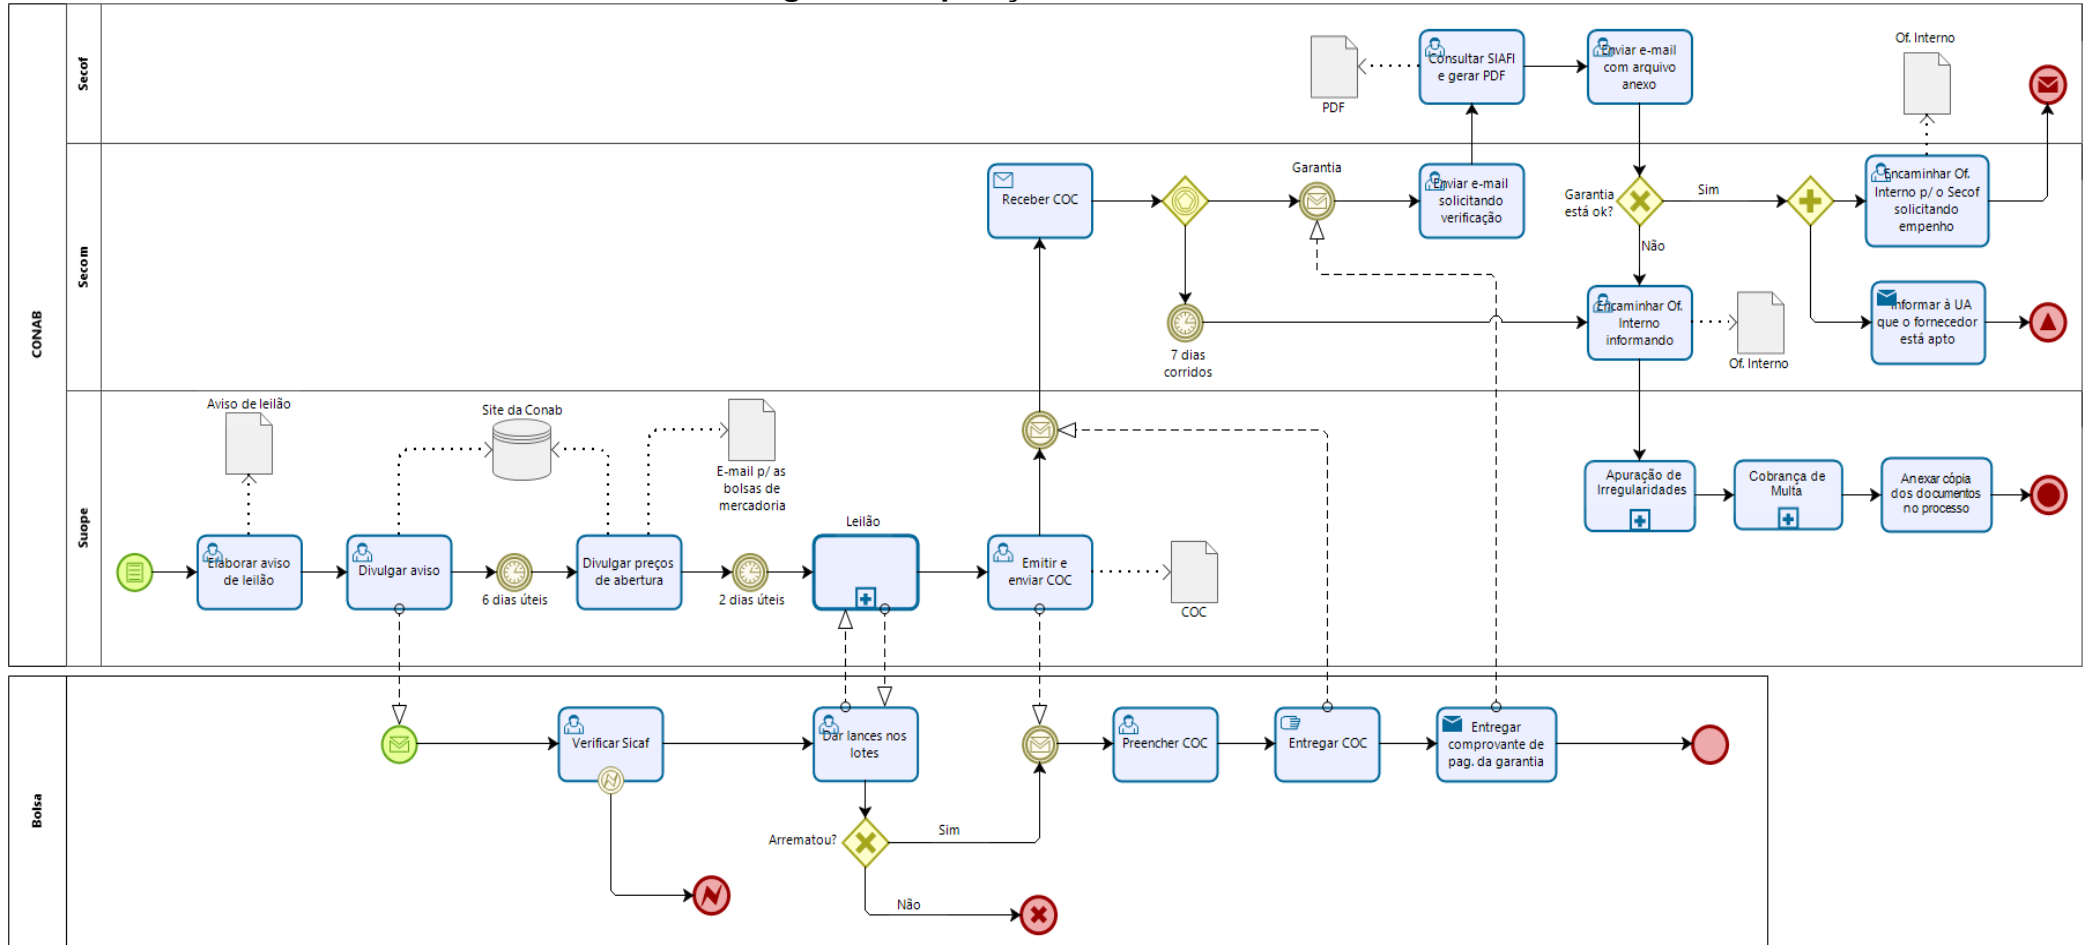 CONAB
Secof
PDF
Consultar SIAFI
e gerar PDF
Enviar e-mail
com arquivo
anexo
Of. Interno
Secom
Receber COC
Garantia
Enviar e-mail
solicitando
verificação
Garantia
está ok?
Sim
Não
Encaminhar Of.
Interno p/ o Secof
solicitando
empenho
7 dias
corridos
Encaminhar Of.
Interno
informando
Of. Interno
Informar à UA
que o fornecedor
está apto
Suope
Aviso de leilão
Elaborar aviso
de leilão
Divulgar aviso
Site da Conab
6 dias úteis
Divulgar preços
de abertura
E-mail p/ as
bolsas de
mercadoria
2 dias úteis
Leilão
Emitir e
enviar COC
COC
Apuração de
Irregularidades
Cobrança de
Multa
Anexar cópia
dos documentos
no processo
Bolsa
Verificar Sicaf
Dar lances nos
lotes
Arrematou?
Sim
Não
Preencher COC
Entregar COC
Entregar
comprovante de
pag. da garantia